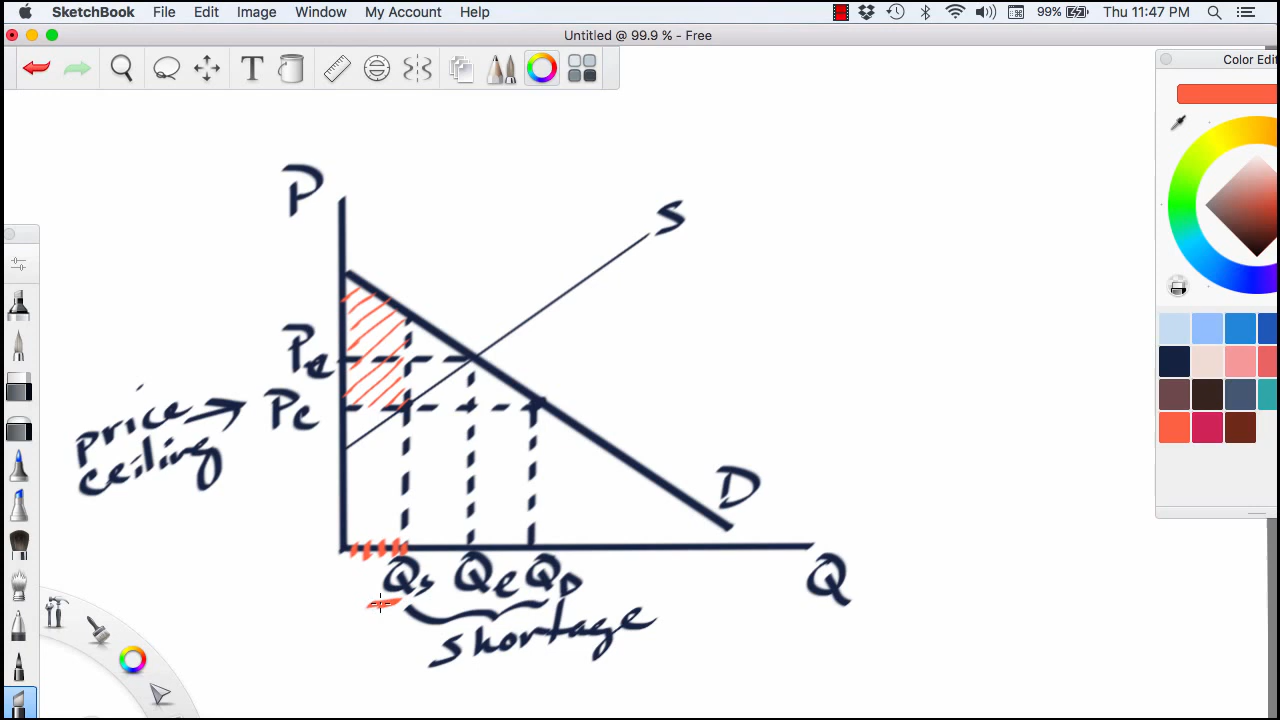 SketchBook File Edit Image Window My Account Help 99% Thu 11:47 PM
Untitled @ 99.9 % - Free
T
Color Edi
P
S
Pe
price
Pc
ceiling
D
Qs Qe QD
Q
shortage